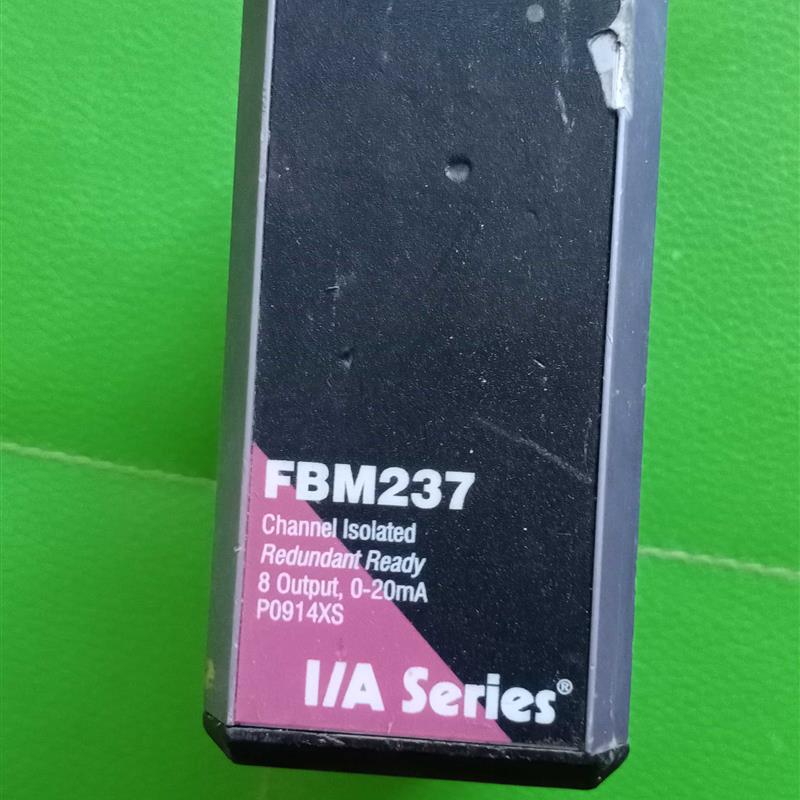 FBM237
Channel Isolated
Redundant Ready
8 Output, 0-20mA
P0914XS
I/A Series®